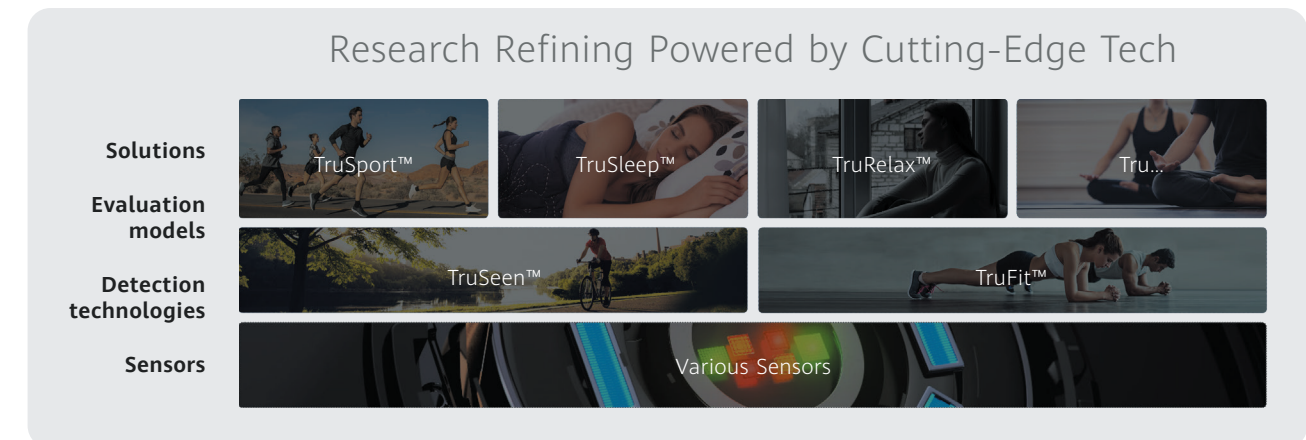 Research Refining Powered by Cutting-Edge Tech
Solutions
Evaluation
models
Detection
technologies
Sensors
TruSport™
TruSleep™
TruRelax™
Tru...
TruSeen™
TruFit™
Various Sensors